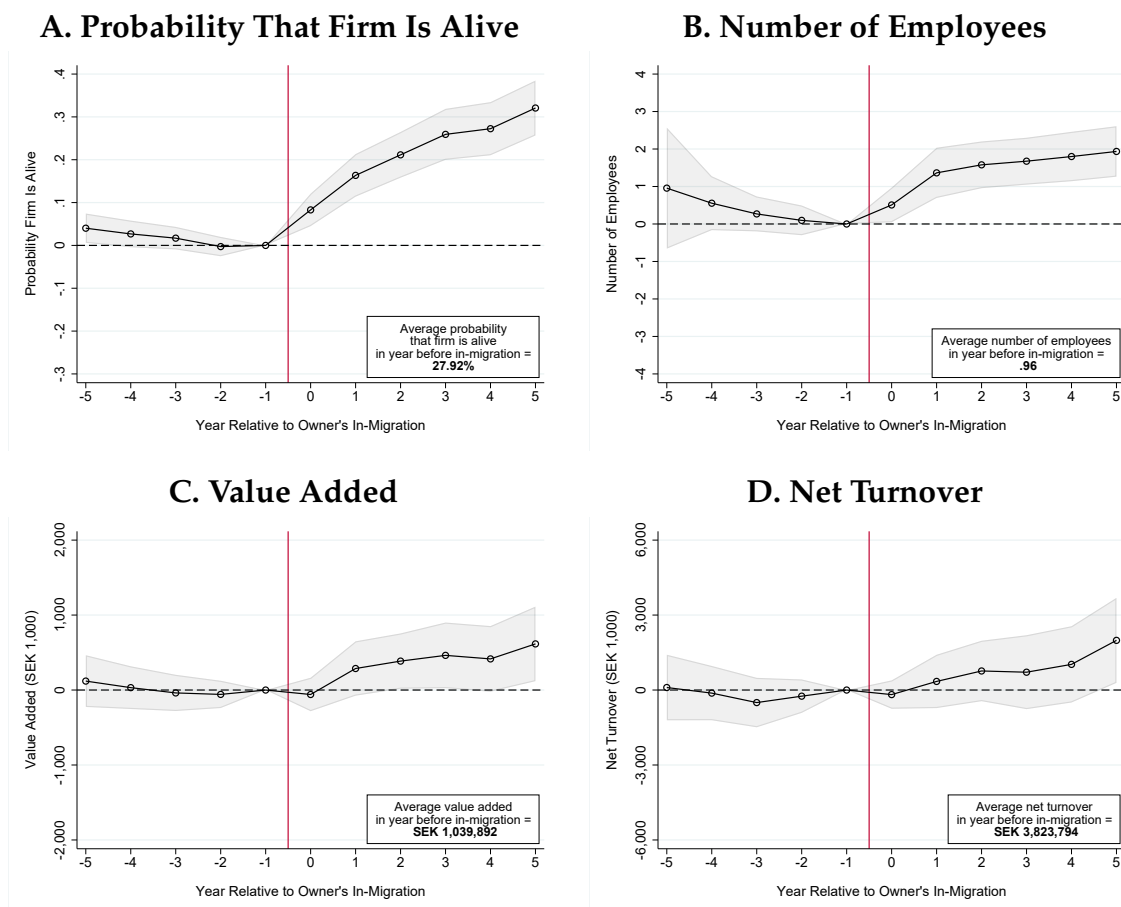 A. Probability That Firm Is Alive
Probability Firm Is Alive
.4
.3
.2
.1
0
-.1
-.2
-.3
Average probability
that firm is alive
in year before in-migration =
27.92%
-5 -4 -3 -2 -1 0 1 2 3 4 5
Year Relative to Owner's In-Migration
B. Number of Employees
Number of Employees
4
3
2
1
0
-1
-2
-3
-4
Average number of employees
in year before in-migration =
.96
-5 -4 -3 -2 -1 0 1 2 3 4 5
Year Relative to Owner's In-Migration
C. Value Added
Value Added (SEK 1,000)
2,000
1,000
0
-1,000
-2,000
Average value added
in year before in-migration =
SEK 1,039,892
-5 -4 -3 -2 -1 0 1 2 3 4 5
Year Relative to Owner's In-Migration
D. Net Turnover
Net Turnover (SEK 1,000)
6,000
3,000
0
-3,000
-6,000
Average net turnover
in year before in-migration =
SEK 3,823,794
-5 -4 -3 -2 -1 0 1 2 3 4 5
Year Relative to Owner's In-Migration